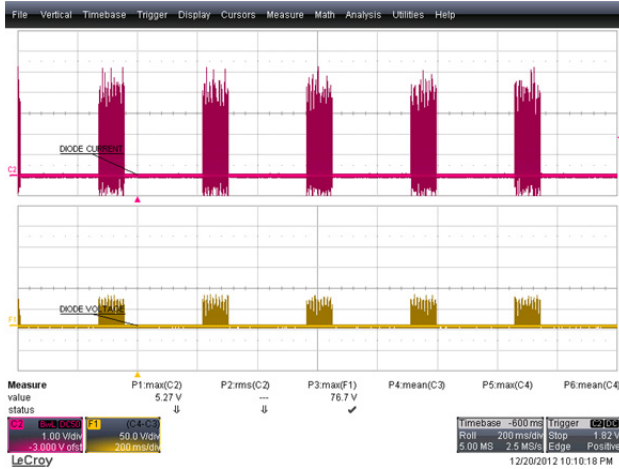 File Vertical Timebase Trigger Display Cursors Measure Math Analysis Utilities Help
DIODE CURRENT
C2
DIODE VOLTAGE
F1
Measure P1:max(C2) P2:rms(C2) P3:max(F1) P4:mean(C3) P5:max(C4) P6:mean(C4)
value 5.27 V --- 76.7 V
status
C2 BwL DC50 F1 (C4-C3) Timebase -600 ms Trigger C2 DC
1.00 V/div 50.0 V/div Roll 200 ms/div Stop 1.82 V
-3.000 V ofst 200 ms/div 5.00 MS 2.5 MS/s Edge Positive
LeCroy 12/20/2012 10:10:18 PM